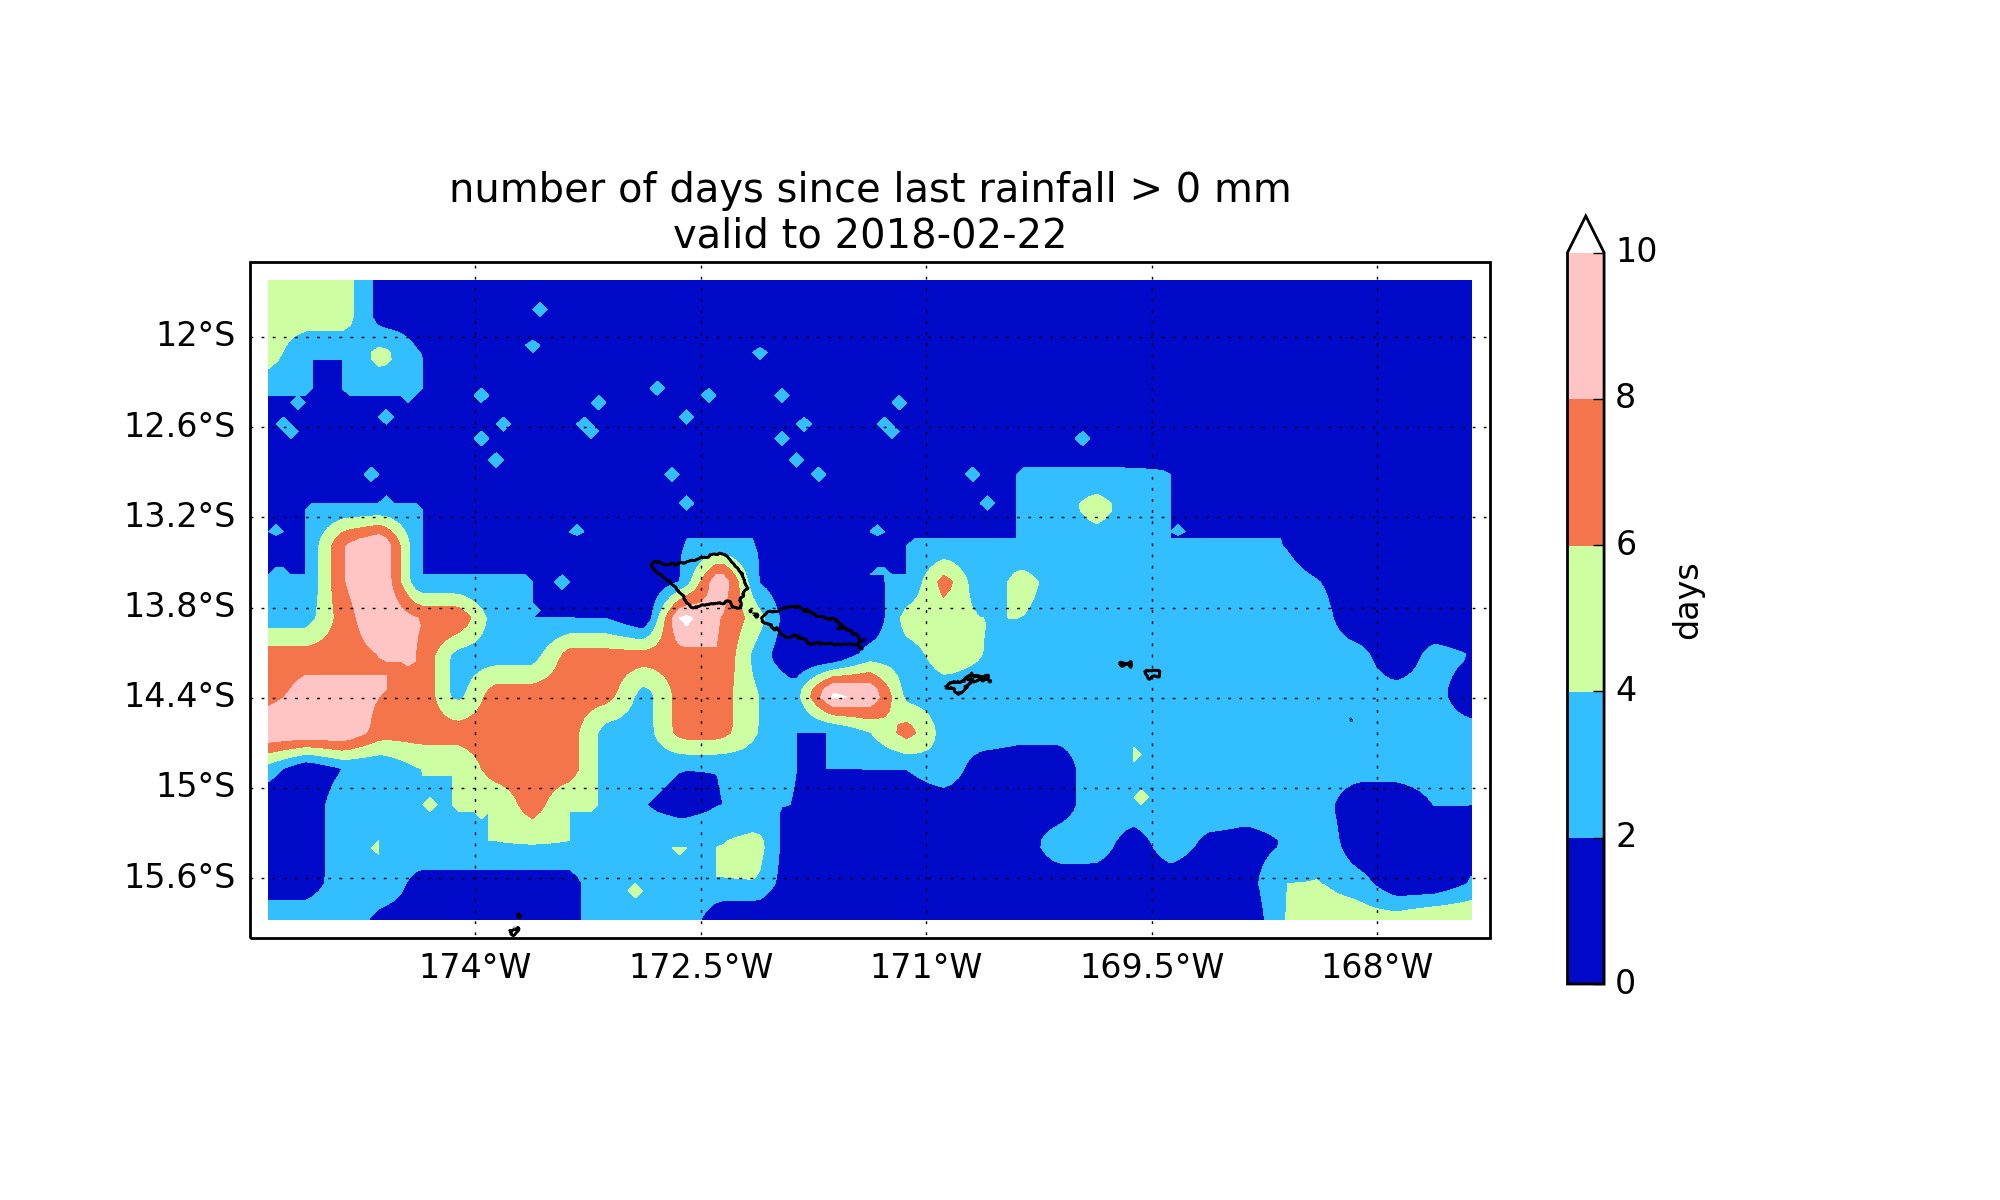 number of days since last rainfall > 0 mm
valid to 2018-02-22
12°S
12.6°S
13.2°S
13.8°S
14.4°S
15°S
15.6°S
174°W 172.5°W 171°W 169.5°W 168°W
10
8
6
4
2
0
days